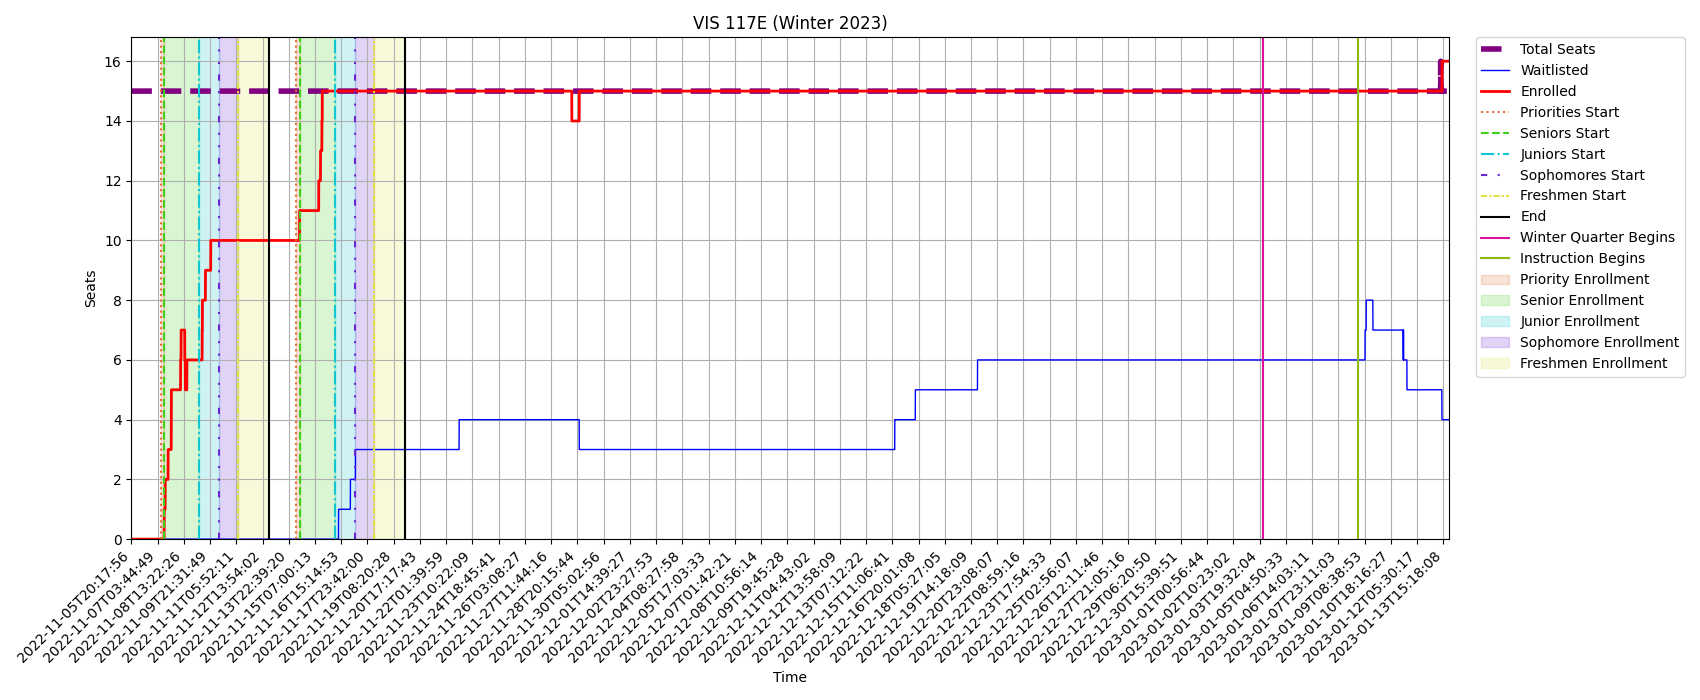 VIS 117E (Winter 2023)
Seats
16
14
12
10
8
6
4
2
0
2022-11-05T20:17:56
2022-11-07T03:44:49
2022-11-08T13:22:26
2022-11-09T21:31:49
2022-11-11T05:52:11
2022-11-12T13:54:02
2022-11-13T22:39:20
2022-11-15T07:00:13
2022-11-16T15:14:53
2022-11-17T23:42:00
2022-11-19T08:20:28
2022-11-20T17:17:43
2022-11-22T01:39:59
2022-11-23T10:22:09
2022-11-24T18:45:41
2022-11-26T03:08:27
2022-11-27T11:44:16
2022-11-28T20:15:44
2022-11-30T05:02:56
2022-12-01T14:39:27
2022-12-02T23:27:53
2022-12-04T08:27:58
2022-12-05T17:03:33
2022-12-07T01:42:21
2022-12-08T10:56:14
2022-12-09T19:45:28
2022-12-11T04:43:02
2022-12-12T13:58:09
2022-12-13T17:12:22
2022-12-15T11:06:41
2022-12-16T20:01:08
2022-12-18T05:27:05
2022-12-19T14:18:09
2022-12-20T23:08:07
2022-12-22T08:59:16
2022-12-23T17:54:33
2022-12-25T02:56:07
2022-12-26T12:11:46
2022-12-27T21:05:16
2022-12-29T06:20:50
2022-12-30T15:39:51
2023-01-01T00:56:44
2023-01-02T10:23:02
2023-01-03T19:32:04
2023-01-05T04:50:33
2023-01-06T14:03:11
2023-01-07T23:11:03
2023-01-09T08:38:53
2023-01-10T18:16:27
2023-01-12T05:30:17
2023-01-13T15:18:08
Time
Total Seats
Waitlisted
Enrolled
Priorities Start
Seniors Start
Juniors Start
Sophomores Start
Freshmen Start
End
Winter Quarter Begins
Instruction Begins
Priority Enrollment
Senior Enrollment
Junior Enrollment
Sophomore Enrollment
Freshmen Enrollment